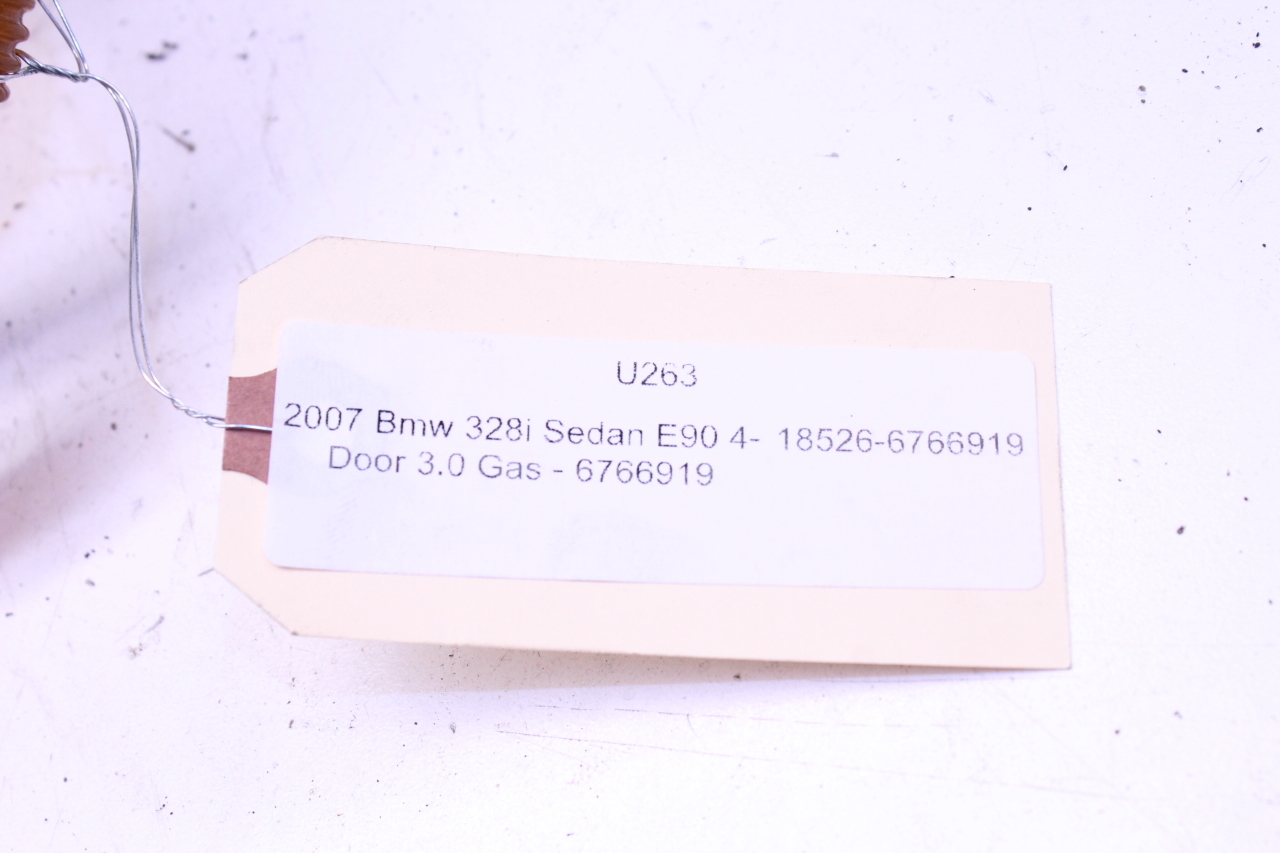 U263
2007 Bmw 328i Sedan E90 4- 18526-6766919
Door 3.0 Gas - 6766919